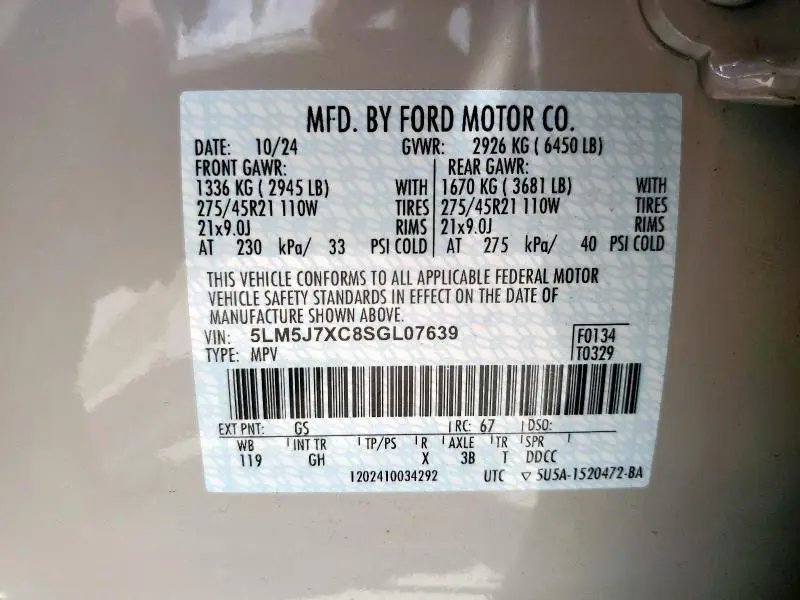 MFD. BY FORD MOTOR CO.
DATE: 10/24 GVWR: 2926 KG ( 6450 LB)
FRONT GAWR: REAR GAWR:
1336 KG ( 2945 LB) WITH 1670 KG ( 3681 LB) WITH
275/45R21 110W TIRES 275/45R21 110W TIRES
21x9.0J RIMS 21x9.0J RIMS
AT 230 kPa/ 33 PSI COLD AT 275 kPa/ 40 PSI COLD
THIS VEHICLE CONFORMS TO ALL APPLICABLE FEDERAL MOTOR
VEHICLE SAFETY STANDARDS IN EFFECT ON THE DATE OF
MANUFACTURE SHOWN ABOVE.
VIN: 5LM5J7XC8SGL07639 F0134
TYPE: MPV T0329
EXT PNT: GS RC: 67 DSO:
WB INT TR TP/PS R AXLE TR SPR
119 GH X 3B T DDCC
1202410034292 UTC ▽ 5U5A-1520472-BA